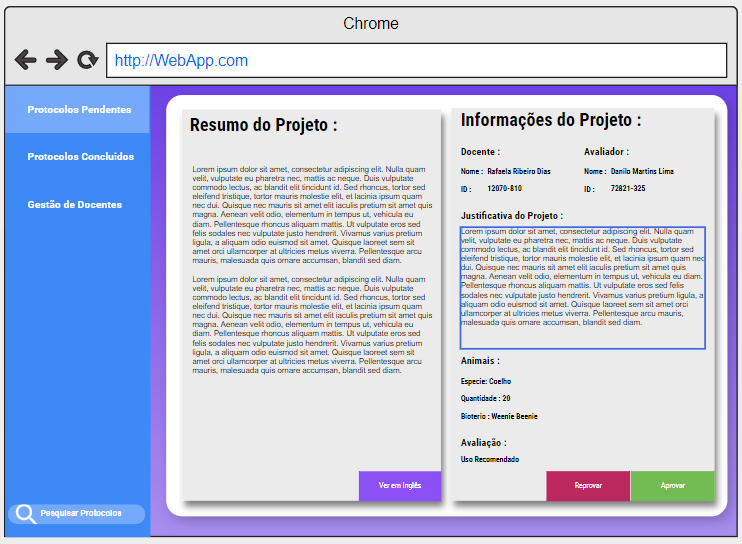 Chrome
http://WebApp.com
Protocolos Pendentes
Protocolos Concluidos
Gestão de Docentes
Pesquisar Protocolos
Resumo do Projeto :
Lorem ipsum dolor sit amet, consectetur adipiscing elit. Nulla quam
velit, vulputate eu pharetra nec, mattis ac neque. Duis vulputate
commodo lectus, ac blandit elit tincidunt id. Sed rhoncus, tortor sed
eleifend tristique, tortor mauris molestie elit, et lacinia ipsum quam
nec dui. Quisque nec mauris sit amet elit iaculis pretium sit amet quis
magna. Aenean velit odio, elementum in tempus ut, vehicula eu
diam. Pellentesque rhoncus aliquam mattis. Ut vulputate eros sed
felis sodales nec vulputate justo hendrerit. Vivamus varius pretium
ligula, a aliquam odio euismod sit amet. Quisque laoreet sem sit
amet orci ullamcorper at ultricies metus viverra. Pellentesque arcu
mauris, malesuada quis ornare accumsan, blandit sed diam.
Lorem ipsum dolor sit amet, consectetur adipiscing elit. Nulla quam
velit, vulputate eu pharetra nec, mattis ac neque. Duis vulputate
commodo lectus, ac blandit elit tincidunt id. Sed rhoncus, tortor sed
eleifend tristique, tortor mauris molestie elit, et lacinia ipsum quam
nec dui. Quisque nec mauris sit amet elit iaculis pretium sit amet quis
magna. Aenean velit odio, elementum in tempus ut, vehicula eu
diam. Pellentesque rhoncus aliquam mattis. Ut vulputate eros sed
felis sodales nec vulputate justo hendrerit. Vivamus varius pretium
ligula, a aliquam odio euismod sit amet. Quisque laoreet sem sit
amet orci ullamcorper at ultricies metus viverra. Pellentesque arcu
mauris, malesuada quis ornare accumsan, blandit sed diam.
Ver em Inglês
Informações do Projeto :
Docente : Avaliador :
Nome : Rafaela Ribeiro Dias Nome : Danilo Martins Lima
ID : 12070-810 ID : 72821-325
Justificativa do Projeto :
Lorem ipsum dolor sit amet, consectetur adipiscing elit. Nulla quam
velit, vulputate eu pharetra nec, mattis ac neque. Duis vulputate
commodo lectus, ac blandit elit tincidunt id. Sed rhoncus, tortor sed
eleifend tristique, tortor mauris molestie elit, et lacinia ipsum quam nec
dui. Quisque nec mauris sit amet elit iaculis pretium sit amet quis
magna. Aenean velit odio, elementum in tempus ut, vehicula eu diam.
Pellentesque rhoncus aliquam mattis. Ut vulputate eros sed felis
sodales nec vulputate justo hendrerit. Vivamus varius pretium ligula, a
aliquam odio euismod sit amet. Quisque laoreet sem sit amet orci
ullamcorper at ultricies metus viverra. Pellentesque arcu mauris,
malesuada quis ornare accumsan, blandit sed diam.
Animais :
Especie: Coelho
Quantidade : 20
Bioterio : Weenie Beenie
Avaliação :
Uso Recomendado
Reprovar Aprovar